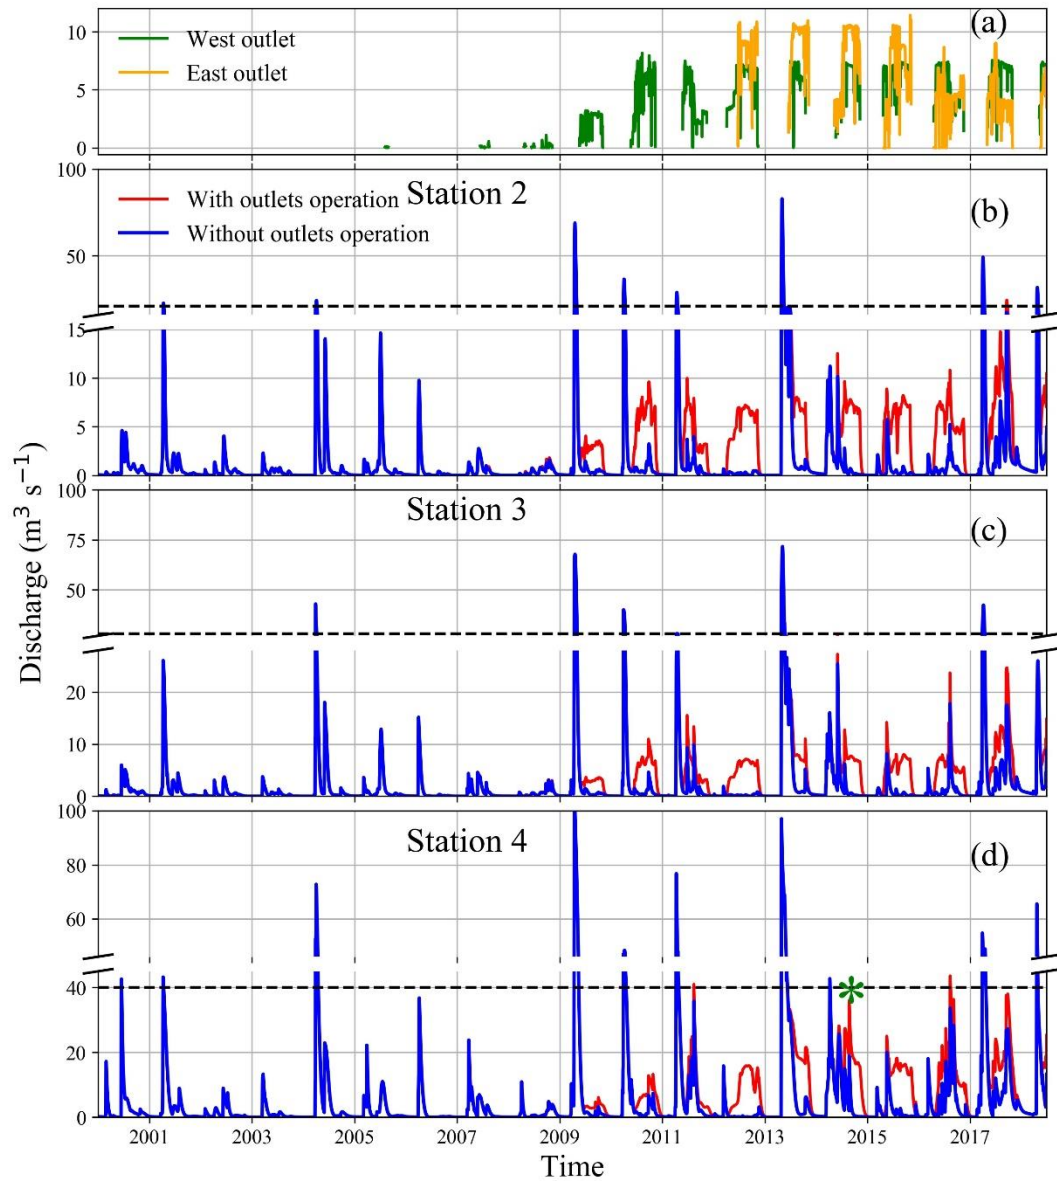 10
5
0
West outlet
East outlet
(a)
100
50
15
10
5
0
With outlets operation
Without outlets operation
Station 2
(b)
100
75
50
20
10
0
Station 3
(c)
100
80
60
40
20
0
Station 4
(d)
*
2001 2003 2005 2007 2009 2011 2013 2015 2017
Time
Discharge (m³ s⁻¹)